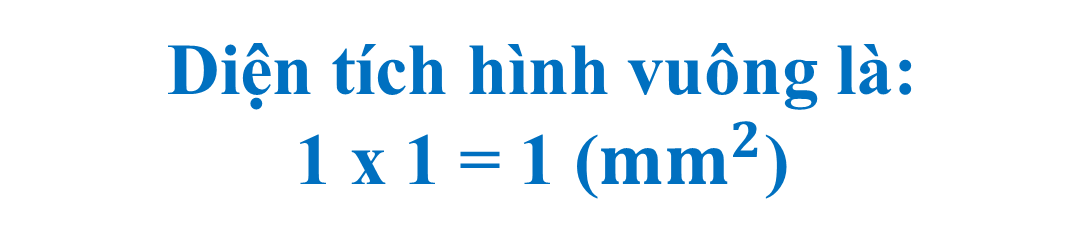 Diện tích hình vuông là:
1 x 1 = 1 (mm²)